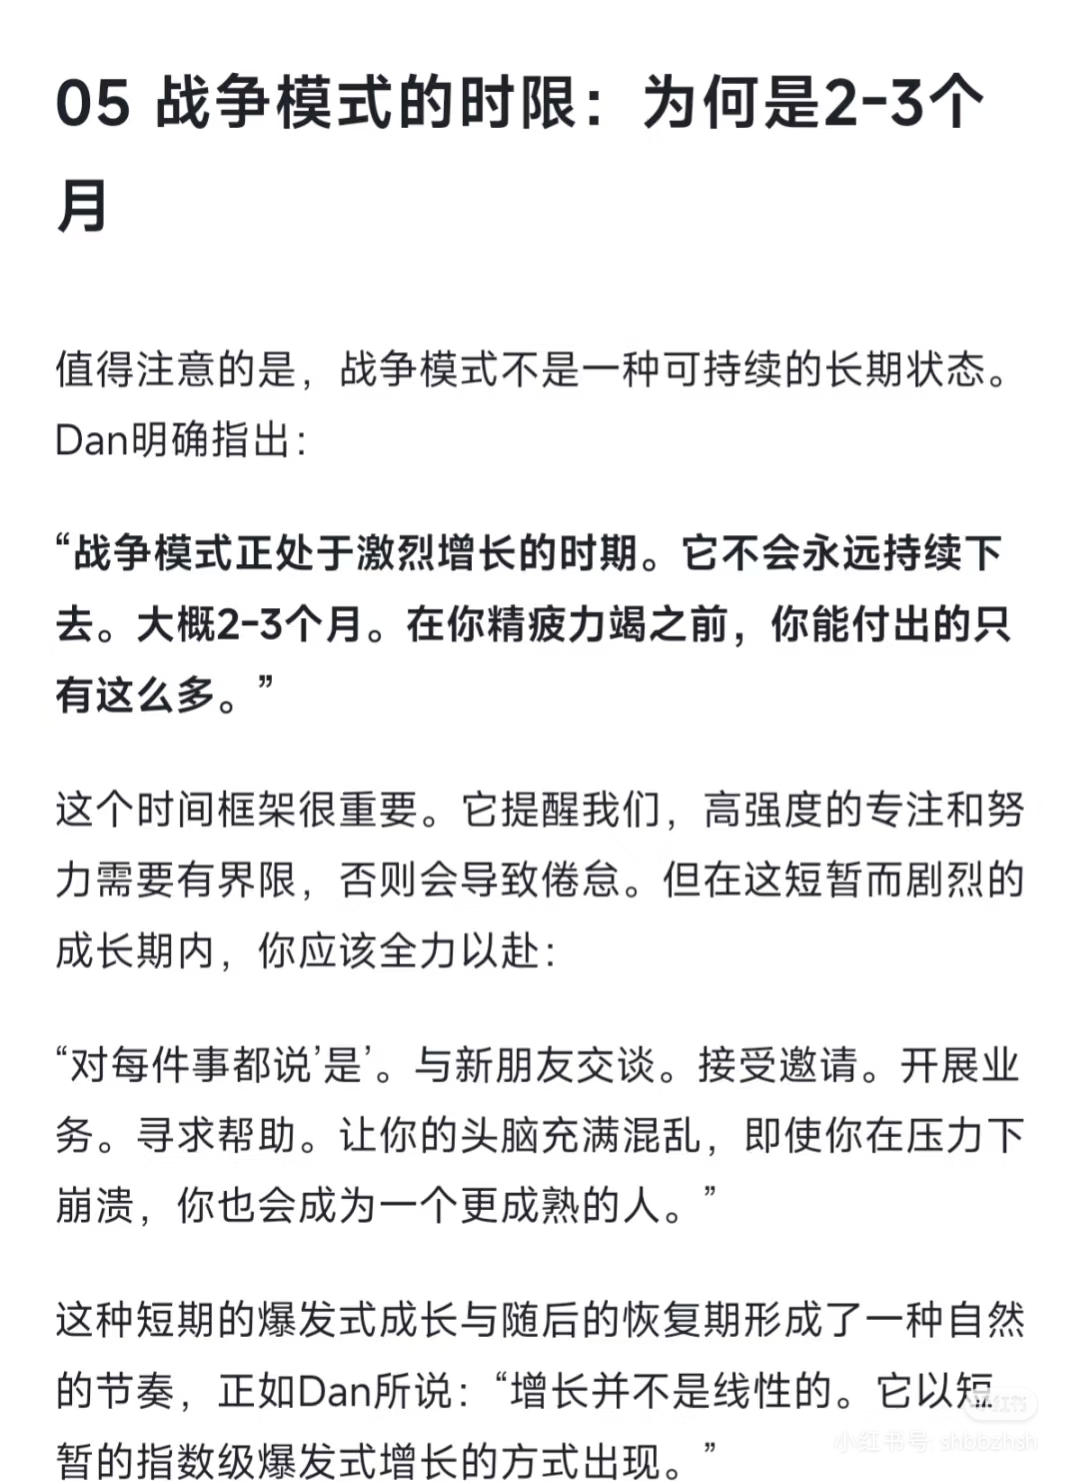 05 战争模式的时限：为何是2-3个
月
值得注意的是，战争模式不是一种可持续的长期状态。
Dan明确指出：
“战争模式正处于激烈增长的时期。它不会永远持续下
去。大概2-3个月。在你精疲力竭之前，你能付出的只
有这么多。”
这个时间框架很重要。它提醒我们，高强度的专注和努
力需要有界限，否则会导致倦怠。但在这短暂而剧烈的
成长期内，你应该全力以赴：
“对每件事都说’是’。与新朋友交谈。接受邀请。开展业
务。寻求帮助。让你的头脑充满混乱，即使你在压力下
崩溃，你也会成为一个更成熟的人。”
这种短期的爆发式成长与随后的恢复期形成了一种自然
的节奏，正如Dan所说：“增长并不是线性的。它以短
暂的指数级爆发式增长的方式出现。”
小红书
小红书号: shbbzhsh